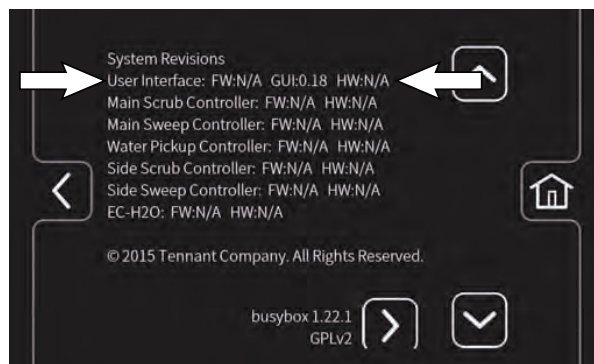 System Revisions
User Interface: FW:N/A GUI:0.18 HW:N/A
Main Scrub Controller: FW:N/A HW:N/A
Main Sweep Controller: FW:N/A HW:N/A
Water Pickup Controller: FW:N/A HW:N/A
Side Scrub Controller: FW:N/A HW:N/A
Side Sweep Controller: FW:N/A HW:N/A
EC-H2O: FW:N/A HW:N/A
© 2015 Tennant Company. All Rights Reserved.
busybox 1.22.1
GPLv2